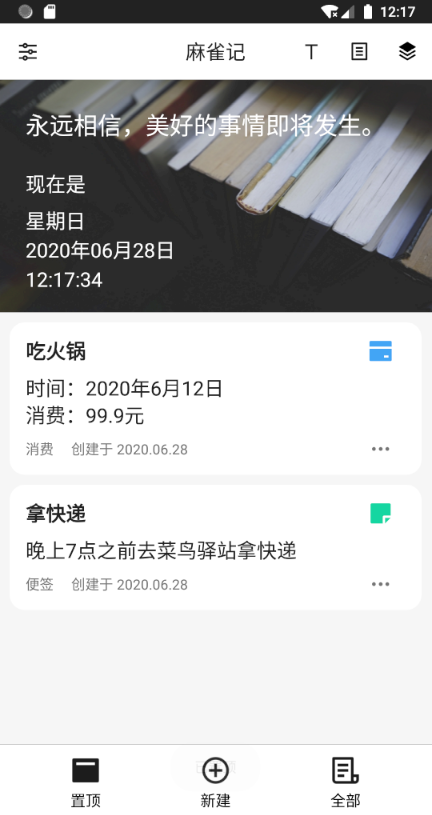 12:17
麻雀记
T
永远相信，美好的事情即将发生。
现在是
星期日
2020年06月28日
12:17:34
吃火锅
时间：2020年6月12日
消费：99.9元
消费 创建于 2020.06.28
拿快递
晚上7点之前去菜鸟驿站拿快递
便签 创建于 2020.06.28
置顶 新建 全部